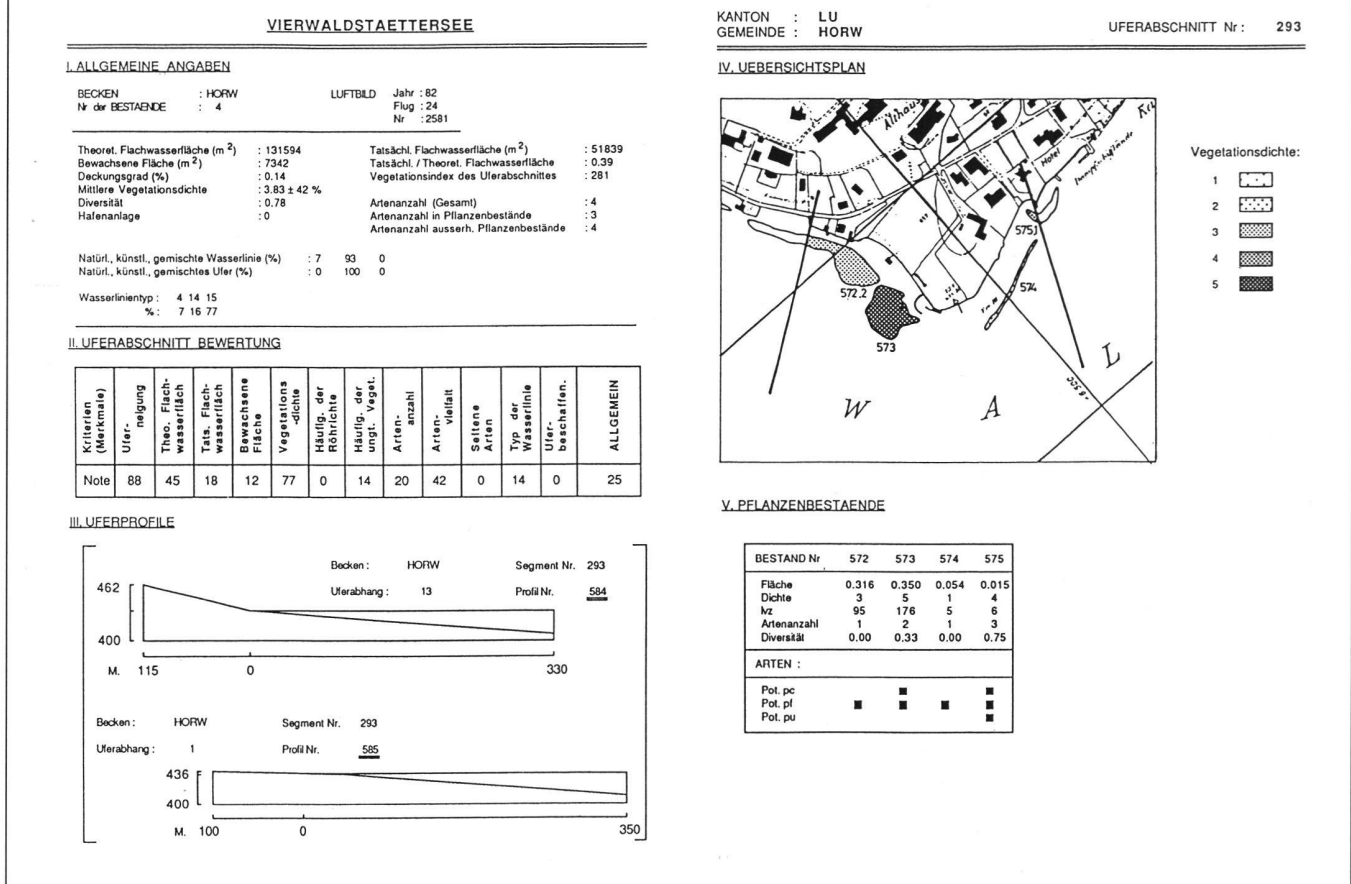 VIERWALDSTAETTERSEE
I. ALLGEMEINE ANGABEN
BECKEN : HORW LUFTBILD Jahr : 82
Nr der BESTAENDE : 4 Flug : 24
Nr : 2581
Theoret. Flachwasserfläche (m 2) : 131594 Tatsächl. Flachwasserfläche (m 2) : 51839
Bewachsene Fläche (m 2) : 7342 Tatsächl. / Theoret. Flachwasserfläche : 0.39
Deckungsgrad (%) : 0.14 Vegetationsindex des Uferabschnittes : 281
Mittlere Vegetationsdichte : 3.83 ± 42 %
Diversität : 0.78 Artenanzahl (Gesamt) : 4
Hafenanlage : 0 Artenanzahl in Pflanzenbestände : 3
Artenanzahl ausserh. Pflanzenbestände : 4
Natürl., künstl., gemischte Wasserlinie (%) : 7 93 0
Natürl., künstl., gemischtes Ufer (%) : 0 100 0
Wasserlinientyp : 4 14 15
% : 7 16 77
II. UFERABSCHNITT BEWERTUNG
Kriterien (Merkmale) Ufer-neigung Theo. Flach-wasserfläch Tats. Flach-wasserfläch Bewachsene Fläche Vegetations-dichte Häufig. der Röhrichte Häufig. der ungt. Veget. Arten-anzahl Arten-vielfalt Seltene Arten Typ der Wasserlinie Ufer-beschaffen. ALLGEMEIN
Note 88 45 18 12 77 0 14 20 42 0 14 0 25
III. UFERPROFILE
Becken : HORW Segment Nr. 293
462 Uferabhang : 13 Profil Nr. 584
400
M. 115 0 330
Becken : HORW Segment Nr. 293
Uferabhang : 1 Profil Nr. 585
436
400
M. 100 0 350
KANTON : LU
GEMEINDE : HORW
UFERABSCHNITT Nr : 293
IV. UEBERSICHTSPLAN
Althaus
Hotel
575.1
574
572.2
573
W A L
Vegetationsdichte:
1
2
3
4
5
V. PFLANZENBESTAENDE
BESTAND Nr 572 573 574 575
Fläche 0.316 0.350 0.054 0.015
Dichte 3 5 1 4
Ivz 95 176 5 6
Artenanzahl 1 2 1 3
Diversität 0.00 0.33 0.00 0.75
ARTEN :
Pot. pc ■ ■
Pot. pf ■ ■ ■ ■
Pot. pu ■